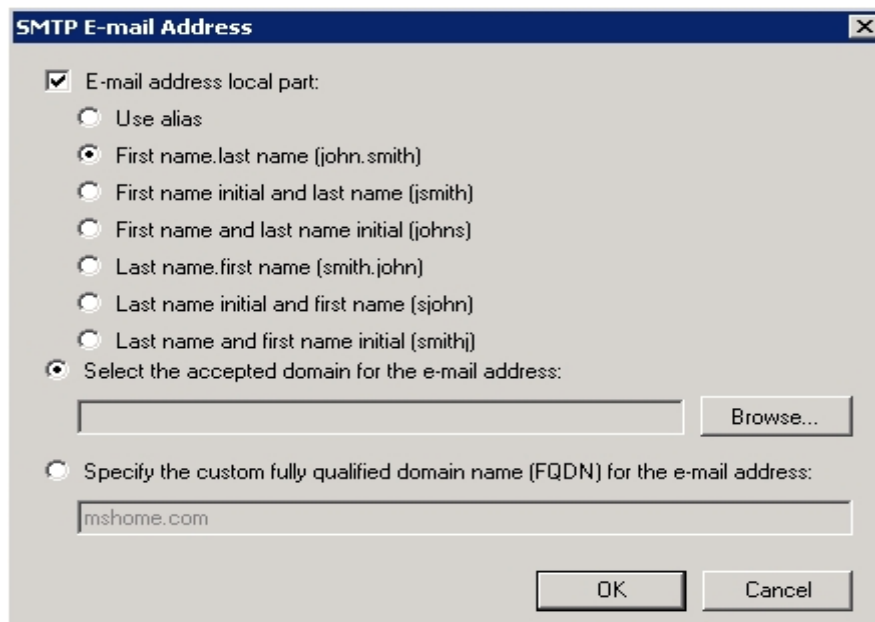 SMTP E-mail Address
E-mail address local part:
Use alias
First name.last name (john.smith)
First name initial and last name (jsmith)
First name and last name initial (johns)
Last name.first name (smith.john)
Last name initial and first name (sjohn)
Last name and first name initial (smithj)
Select the accepted domain for the e-mail address:
Browse...
Specify the custom fully qualified domain name (FQDN) for the e-mail address:
mshome.com
OK Cancel